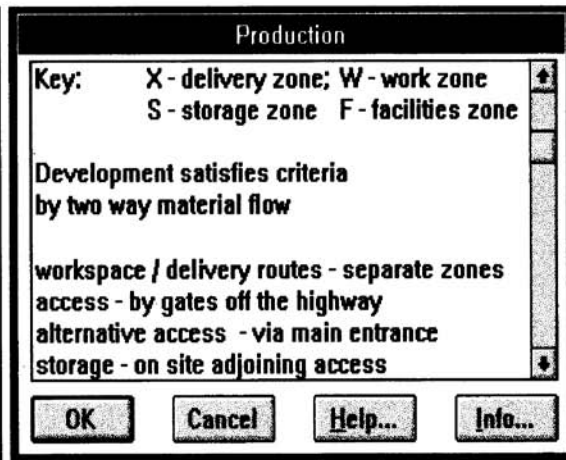 Production
Key: X - delivery zone; W - work zone
S - storage zone F - facilities zone
Development satisfies criteria
by two way material flow
workspace / delivery routes - separate zones
access - by gates off the highway
alternative access - via main entrance
storage - on site adjoining access
OK Cancel Help... Info...